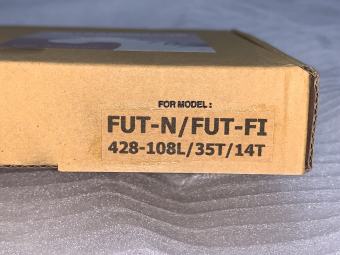 FOR MODEL :
FUT-N/FUT-FI
428-108L/35T/14T